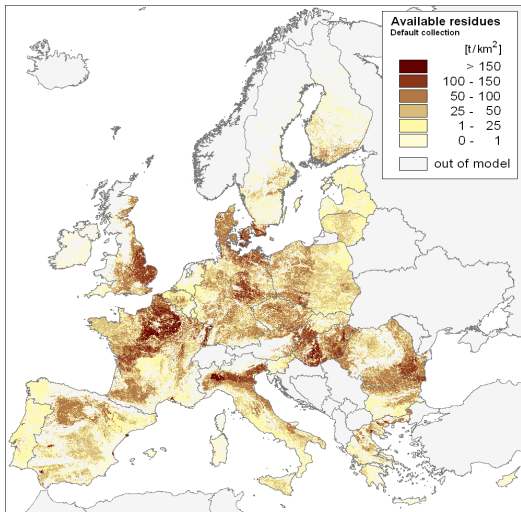 Available residues
Default collection
[t/km²]
> 150
100 - 150
50 - 100
25 - 50
1 - 25
0 - 1
out of model